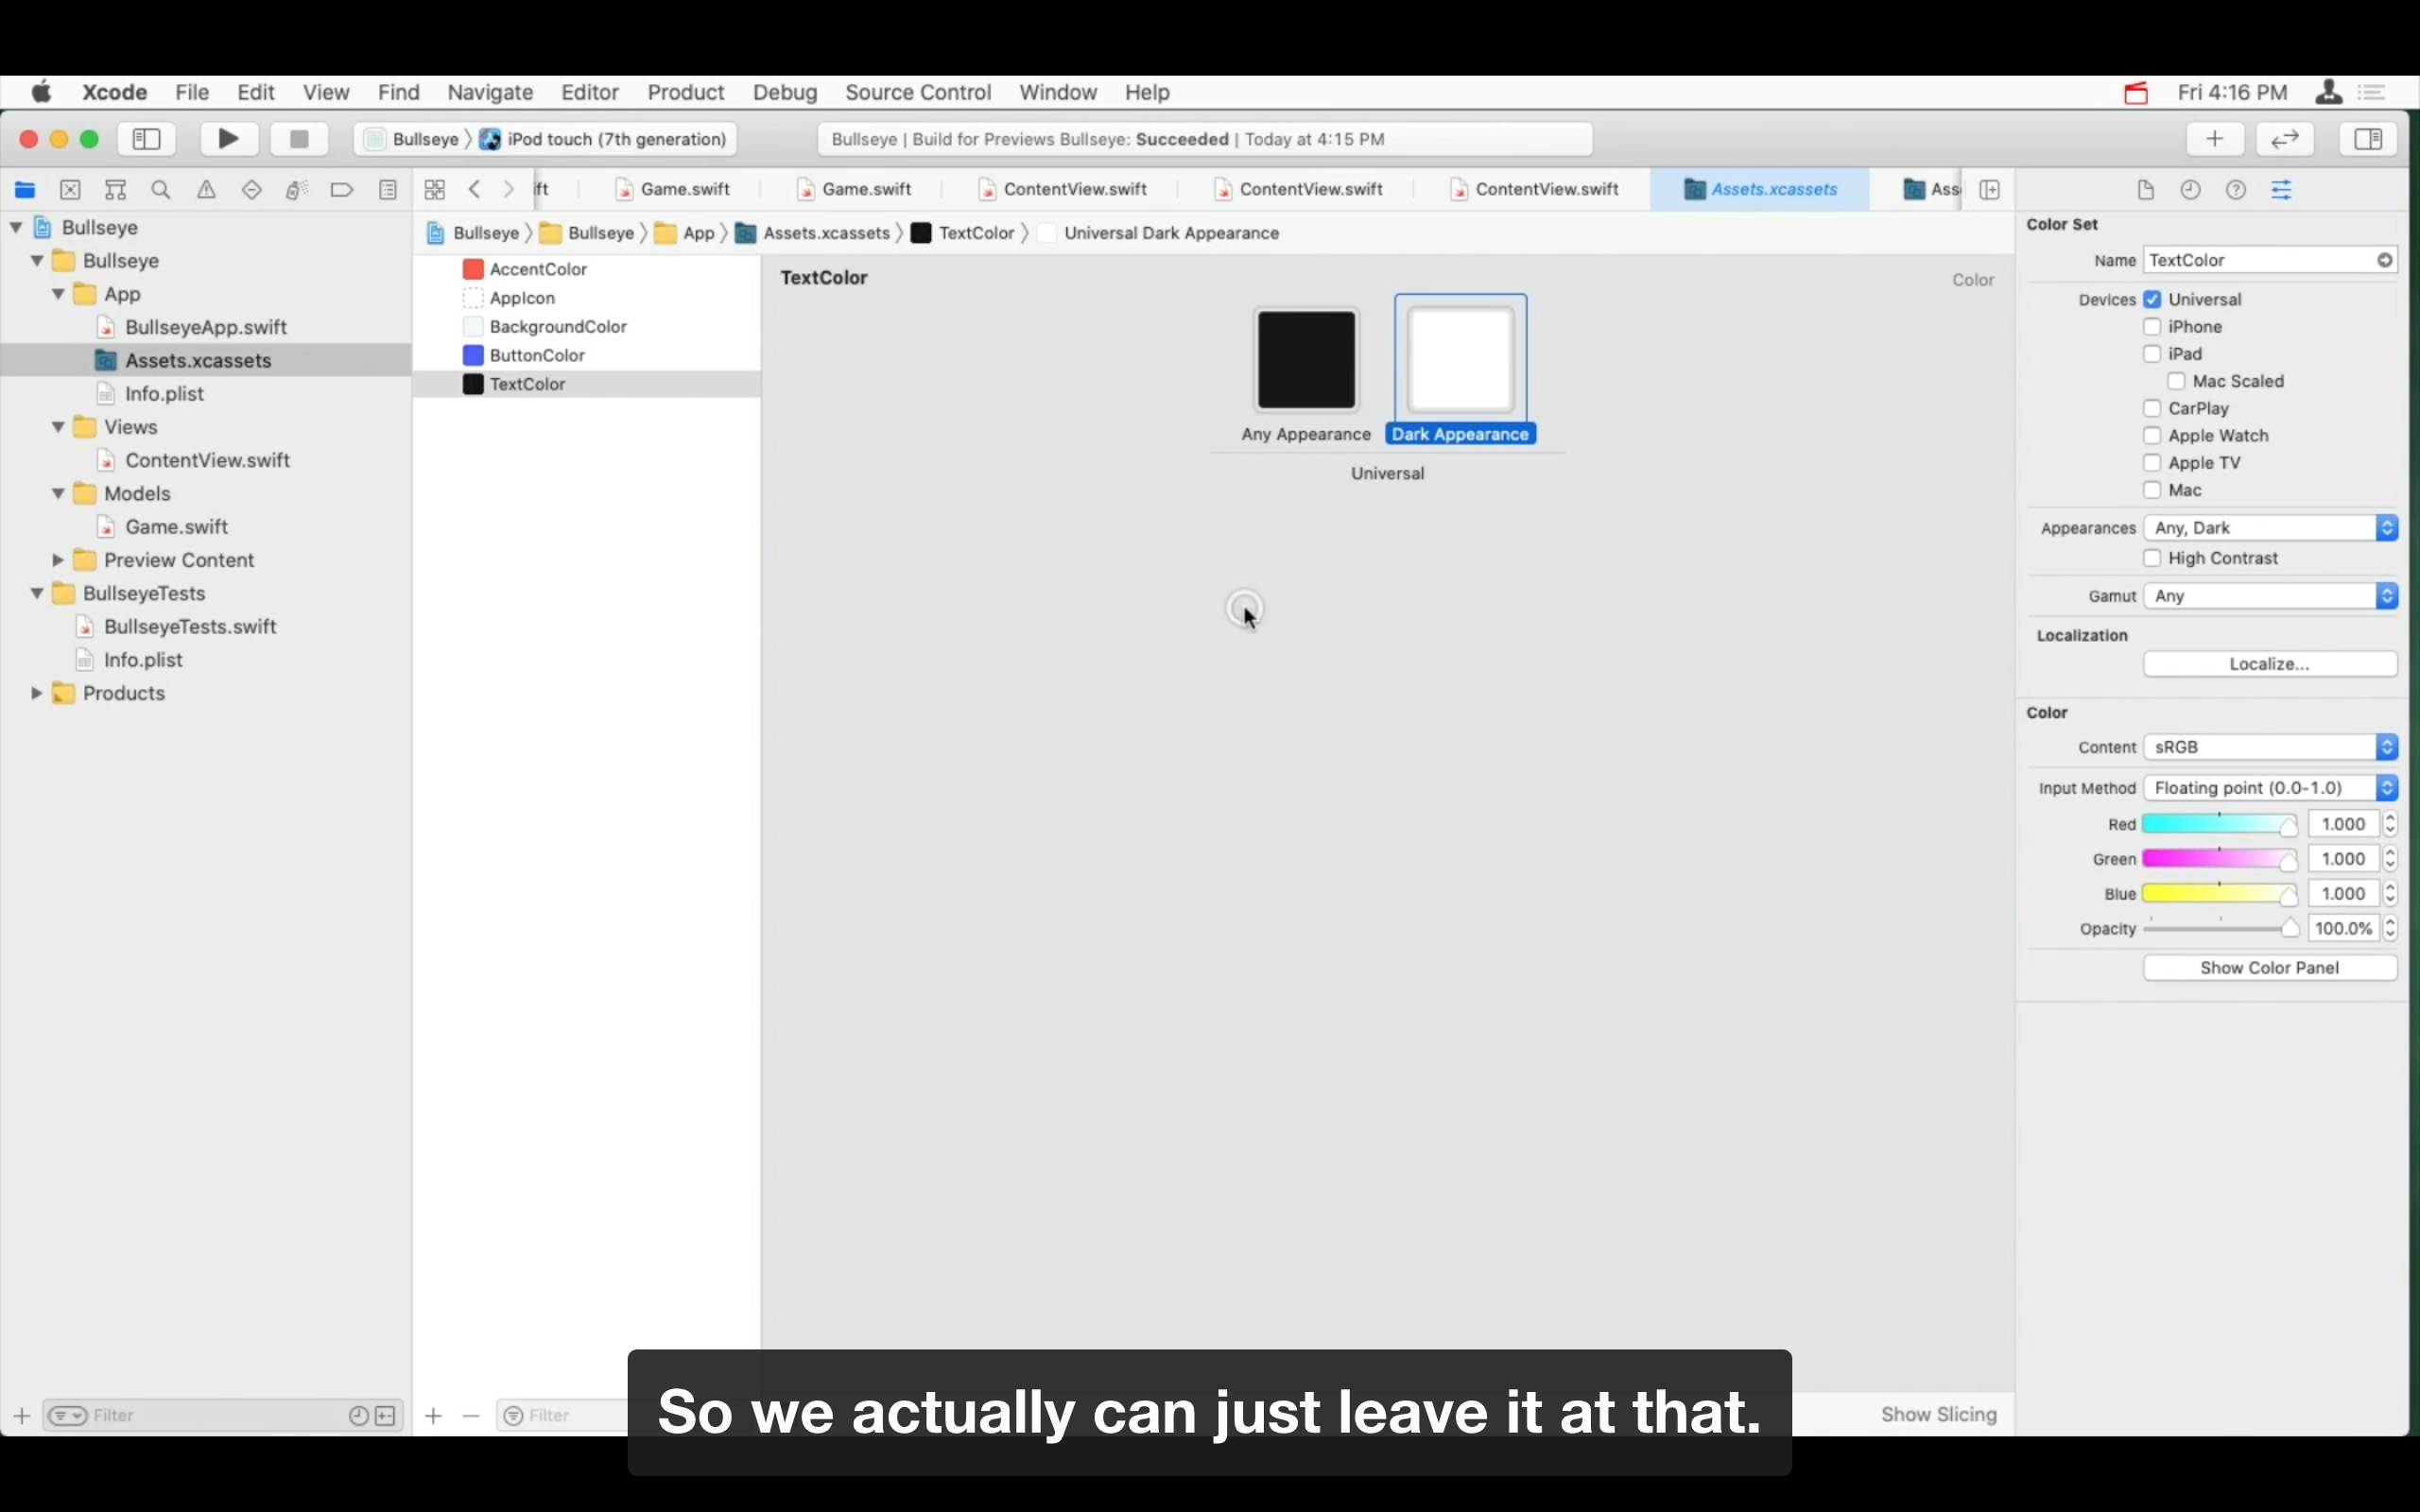 Xcode File Edit View Find Navigate Editor Product Debug Source Control Window Help Fri 4:16 PM
Bullseye iPod touch (7th generation) Bullseye | Build for Previews Bullseye: Succeeded | Today at 4:15 PM
ift Game.swift Game.swift ContentView.swift ContentView.swift ContentView.swift Assets.xcassets Ass
Bullseye Bullseye App Assets.xcassets TextColor Universal Dark Appearance
Bullseye
Bullseye
App
BullseyeApp.swift
Assets.xcassets
Info.plist
Views
ContentView.swift
Models
Game.swift
Preview Content
BullseyeTests
BullseyeTests.swift
Info.plist
Products
Filter
AccentColor
AppIcon
BackgroundColor
ButtonColor
TextColor
Filter
TextColor
Color
Any Appearance Dark Appearance
Universal
Show Slicing
Color Set
Name TextColor
Devices Universal
iPhone
iPad
Mac Scaled
CarPlay
Apple Watch
Apple TV
Mac
Appearances Any, Dark
High Contrast
Gamut Any
Localization
Localize...
Color
Content sRGB
Input Method Floating point (0.0-1.0)
Red 1.000
Green 1.000
Blue 1.000
Opacity 100.0%
Show Color Panel
So we actually can just leave it at that.